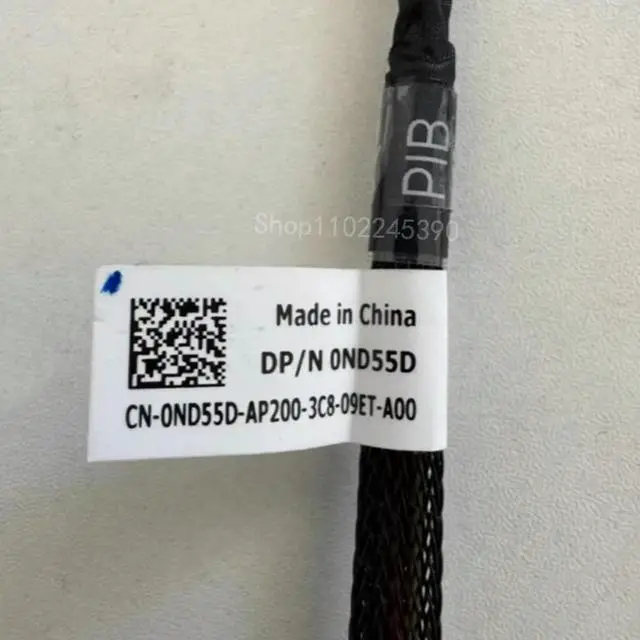 PIB
Shop1102245390
Made in China
DP/N 0ND55D
CN-0ND55D-AP200-3C8-09ET-A00